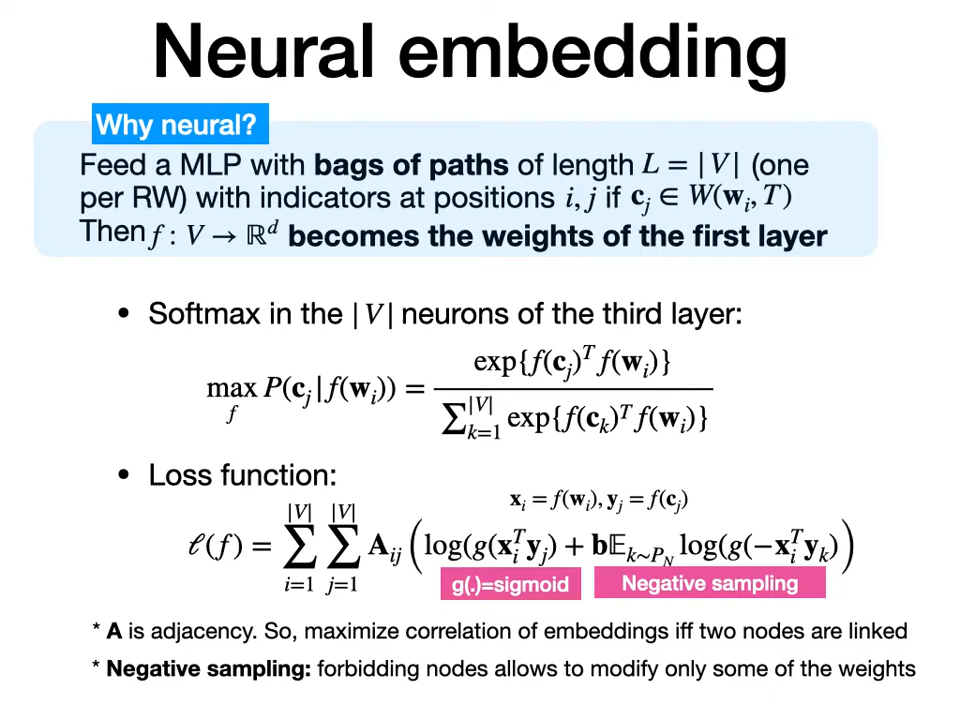 Neural embedding
Why neural?
Feed a MLP with bags of paths of length L = |V| (one
per RW) with indicators at positions i, j if c_j ∈ W(w_i, T)
Then f : V → ℝ^d becomes the weights of the first layer
• Softmax in the |V| neurons of the third layer:
max_f P(c_j | f(w_i)) = exp{f(c_j)^T f(w_i)} / ∑_{k=1}^{|V|} exp{f(c_k)^T f(w_i)}
• Loss function:
x_i = f(w_i), y_j = f(c_j)
ℓ(f) = ∑_{i=1}^{|V|} ∑_{j=1}^{|V|} A_{ij} (log(g(x_i^T y_j) + b𝔼_{k∼P_N} log(g(−x_i^T y_k))
g(.)=sigmoid
Negative sampling
* A is adjacency. So, maximize correlation of embeddings iff two nodes are linked
* Negative sampling: forbidding nodes allows to modify only some of the weights